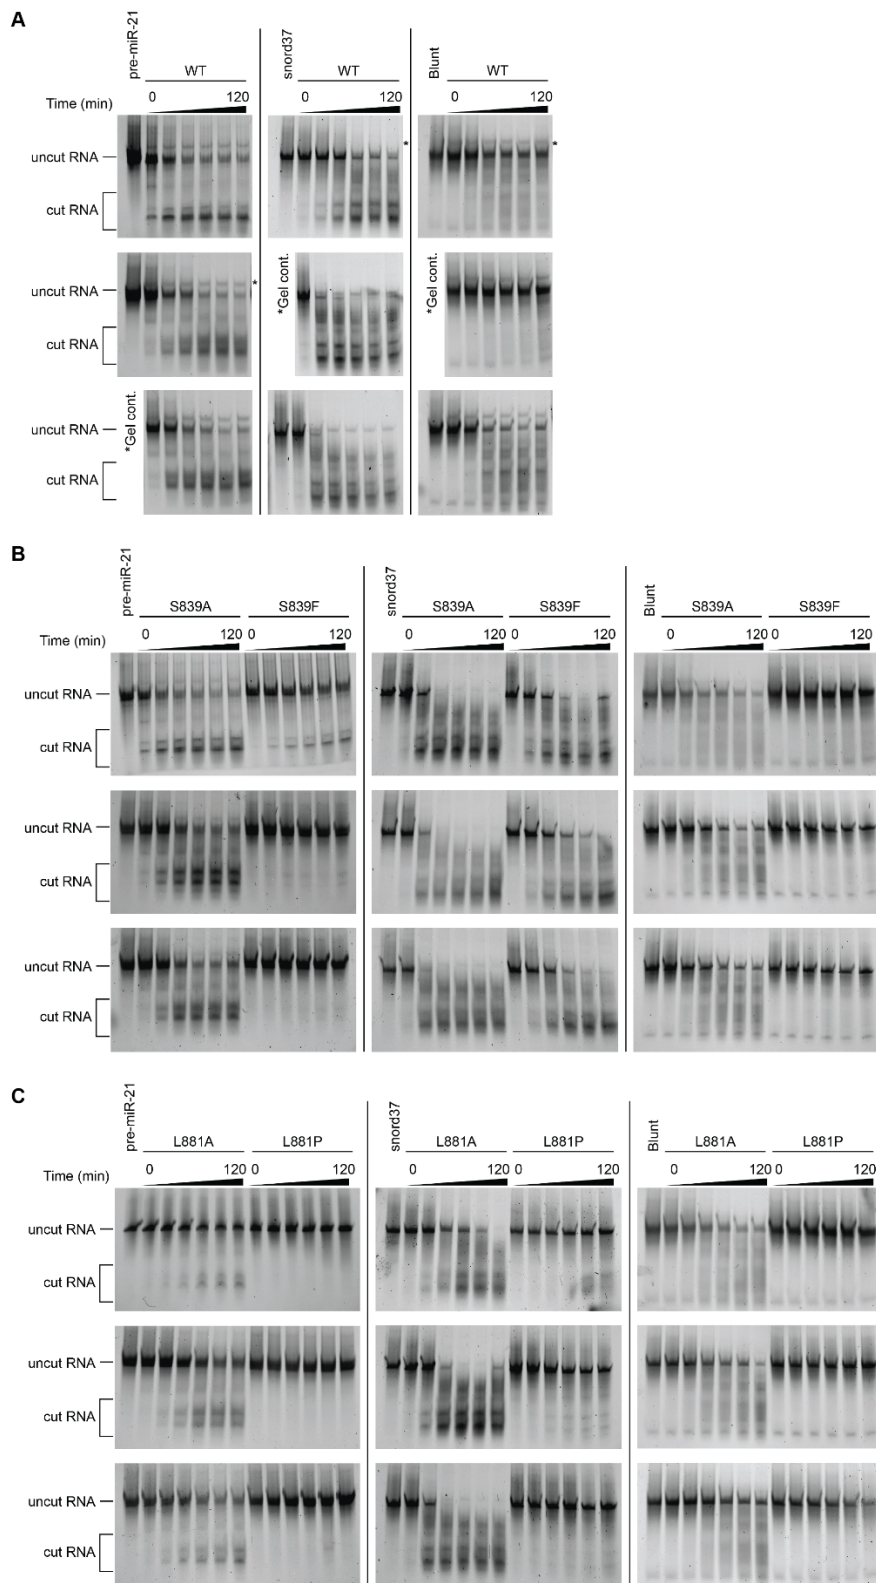 A
pre-miR-21
WT
snord37
WT
Blunt
WT
Time (min)
0 120
0 120
0 120
uncut RNA
*
*
cut RNA
uncut RNA
*
*Gel cont.
*Gel cont.
cut RNA
*Gel cont.
uncut RNA
cut RNA
B
pre-miR-21
S839A S839F
snord37
S839A S839F
Blunt
S839A S839F
Time (min)
0 120 0 120
0 120 0 120
0 120 0 120
uncut RNA
cut RNA
uncut RNA
cut RNA
uncut RNA
cut RNA
C
pre-miR-21
L881A L881P
snord37
L881A L881P
Blunt
L881A L881P
Time (min)
0 120 0 120
0 120 0 120
0 120 0 120
uncut RNA
cut RNA
uncut RNA
cut RNA
uncut RNA
cut RNA